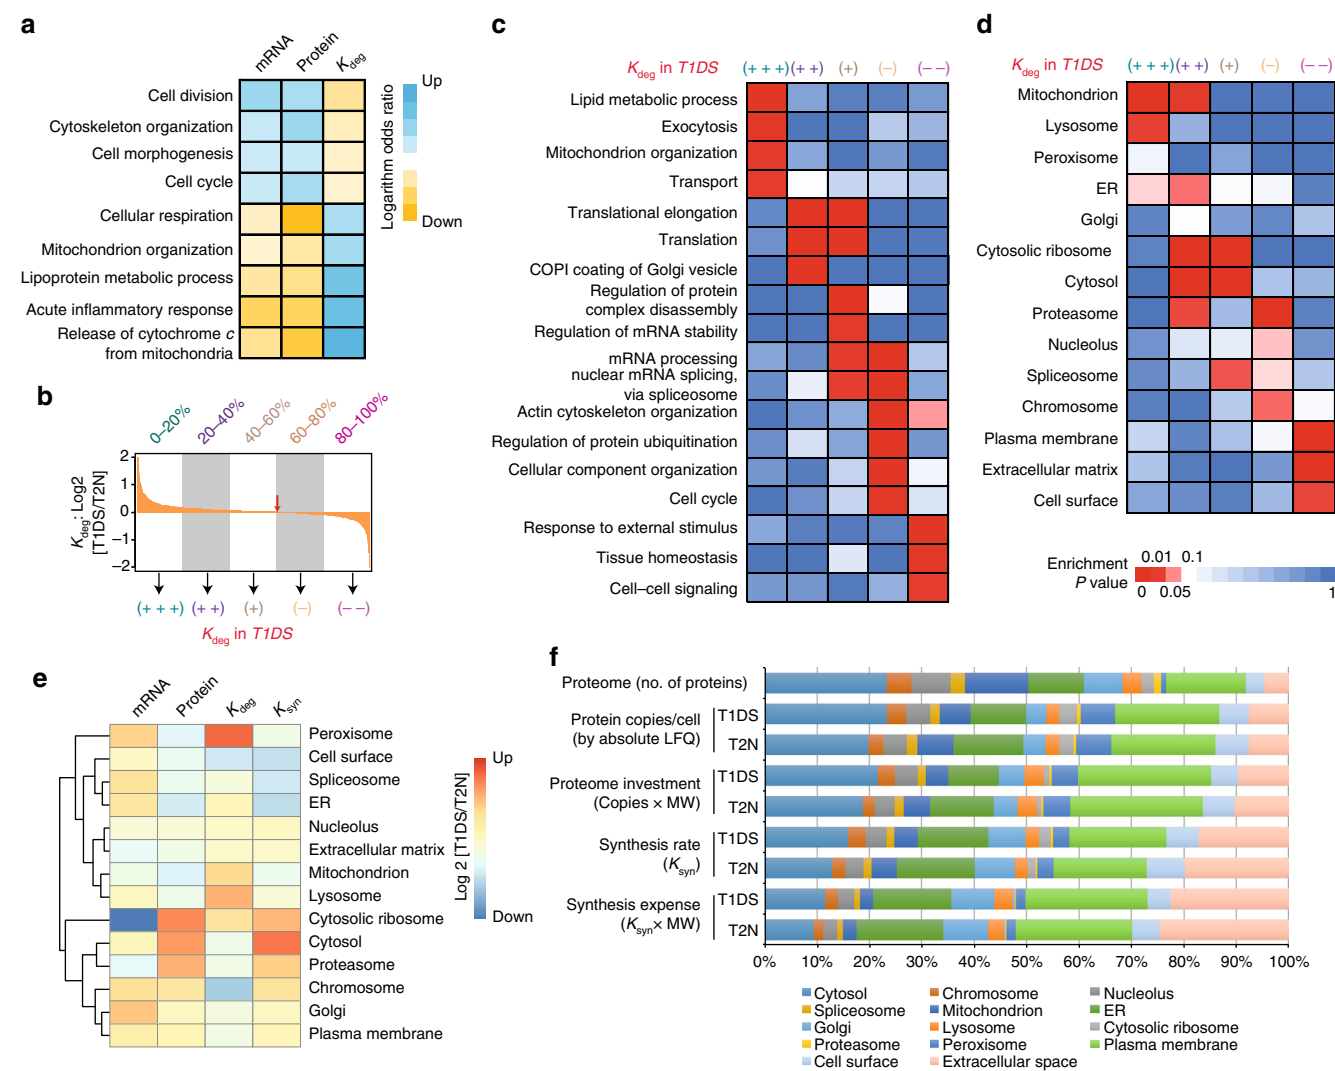 a
mRNA
Protein
Kdeg
Cell division
Cytoskeleton organization
Cell morphogenesis
Cell cycle
Cellular respiration
Mitochondrion organization
Lipoprotein metabolic process
Acute inflammatory response
Release of cytochrome c
from mitochondria
Up
Logarithm odds ratio
Down
b
0–20%
20–40%
40–60%
60–80%
80–100%
Kdeg: Log2
[T1DS/T2N]
2
1
0
−1
−2
(+ + +)
(+ +)
(+)
(−)
(− −)
Kdeg in T1DS
c
Kdeg in T1DS
(+ + +)
(+ +)
(+)
(−)
(− −)
Lipid metabolic process
Exocytosis
Mitochondrion organization
Transport
Translational elongation
Translation
COPI coating of Golgi vesicle
Regulation of protein
complex disassembly
Regulation of mRNA stability
mRNA processing
nuclear mRNA splicing,
via spliceosome
Actin cytoskeleton organization
Regulation of protein ubiquitination
Cellular component organization
Cell cycle
Response to external stimulus
Tissue homeostasis
Cell–cell signaling
d
Kdeg in T1DS
(+ + +)
(+ +)
(+)
(−)
(− −)
Mitochondrion
Lysosome
Peroxisome
ER
Golgi
Cytosolic ribosome
Cytosol
Proteasome
Nucleolus
Spliceosome
Chromosome
Plasma membrane
Extracellular matrix
Cell surface
Enrichment
P value
0.01
0.1
0
0.05
1
e
mRNA
Protein
Kdeg
Ksyn
Peroxisome
Cell surface
Spliceosome
ER
Nucleolus
Extracellular matrix
Mitochondrion
Lysosome
Cytosolic ribosome
Cytosol
Proteasome
Chromosome
Golgi
Plasma membrane
Up
Log 2 [T1DS/T2N]
Down
f
Proteome (no. of proteins)
Protein copies/cell
(by absolute LFQ)
T1DS
T2N
Proteome investment
(Copies × MW)
T1DS
T2N
Synthesis rate
(Ksyn)
T1DS
T2N
Synthesis expense
(Ksyn× MW)
T1DS
T2N
0%
10%
20%
30%
40%
50%
60%
70%
80%
90%
100%
Cytosol
Chromosome
Nucleolus
Spliceosome
Mitochondrion
ER
Golgi
Lysosome
Cytosolic ribosome
Proteasome
Peroxisome
Plasma membrane
Cell surface
Extracellular space